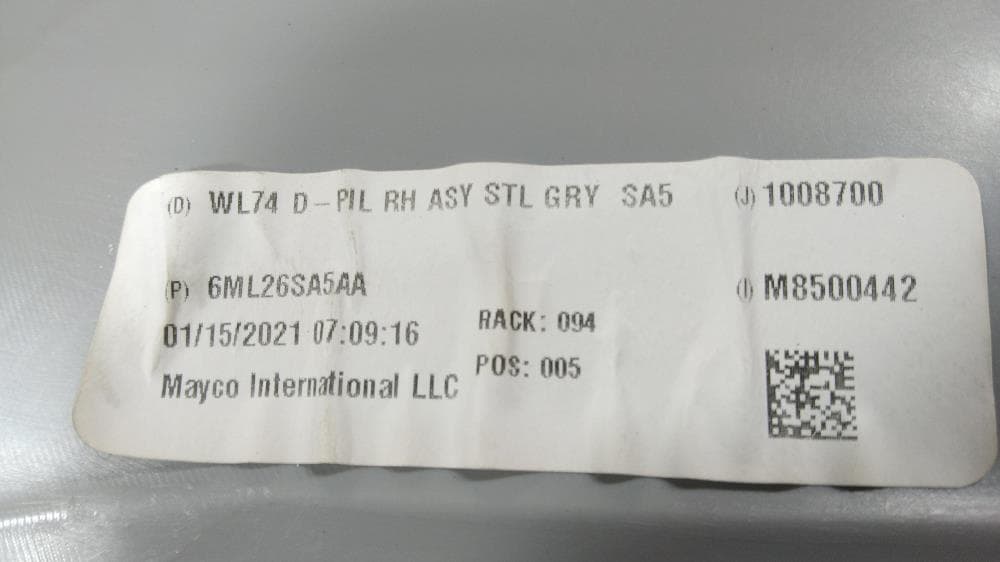 (D) WL74 D-PIL RH ASY STL GRY SA5 (J) 1008700
(P) 6ML26SA5AA (I) M8500442
01/15/2021 07:09:16 RACK: 094
Mayco International LLC POS: 005